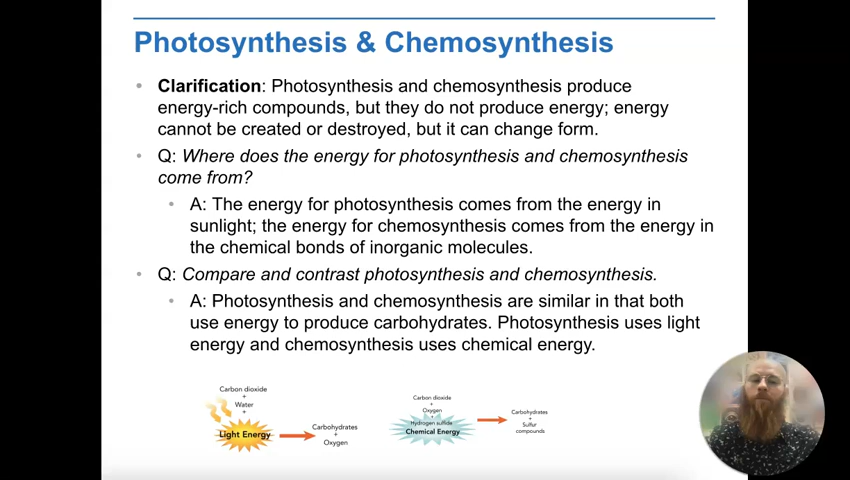 Photosynthesis & Chemosynthesis
• Clarification: Photosynthesis and chemosynthesis produce
energy-rich compounds, but they do not produce energy; energy
cannot be created or destroyed, but it can change form.
• Q: Where does the energy for photosynthesis and chemosynthesis
come from?
• A: The energy for photosynthesis comes from the energy in
sunlight; the energy for chemosynthesis comes from the energy in
the chemical bonds of inorganic molecules.
• Q: Compare and contrast photosynthesis and chemosynthesis.
• A: Photosynthesis and chemosynthesis are similar in that both
use energy to produce carbohydrates. Photosynthesis uses light
energy and chemosynthesis uses chemical energy.
Carbon dioxide
+
Water
+
Light Energy
Carbohydrates
+
Oxygen
Carbon dioxide
+
Oxygen
+
Hydrogen sulfide
Chemical Energy
Carbohydrates
+
Sulfur
compounds